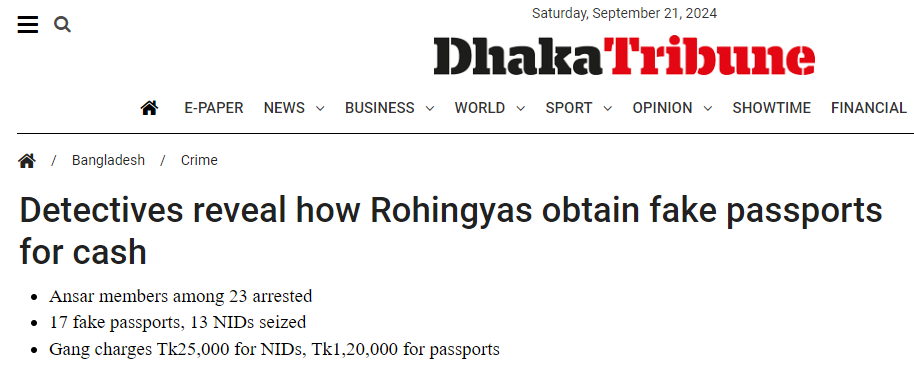 Saturday, September 21, 2024
DhakaTribune
E-PAPER NEWS BUSINESS WORLD SPORT OPINION SHOWTIME FINANCIAL
/ Bangladesh / Crime
Detectives reveal how Rohingyas obtain fake passports
for cash
• Ansar members among 23 arrested
• 17 fake passports, 13 NIDs seized
• Gang charges Tk25,000 for NIDs, Tk1,20,000 for passports